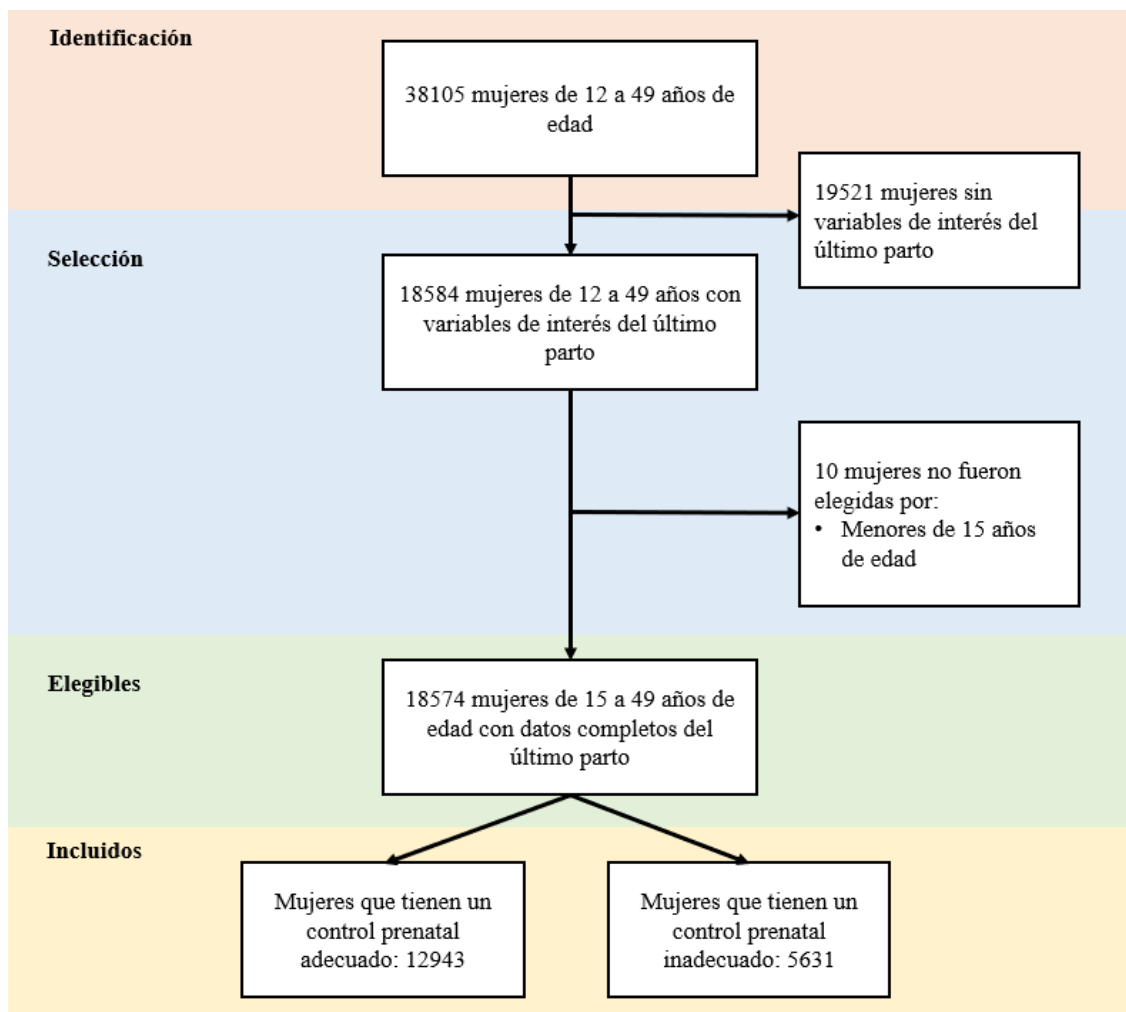 Identificación
38105 mujeres de 12 a 49 años de
edad
19521 mujeres sin
variables de interés del
último parto
Selección
18584 mujeres de 12 a 49 años con
variables de interés del último
parto
10 mujeres no fueron
elegidas por:
• Menores de 15 años
de edad
Elegibles
18574 mujeres de 15 a 49 años de
edad con datos completos del
último parto
Incluidos
Mujeres que tienen un
control prenatal
adecuado: 12943
Mujeres que tienen un
control prenatal
inadecuado: 5631